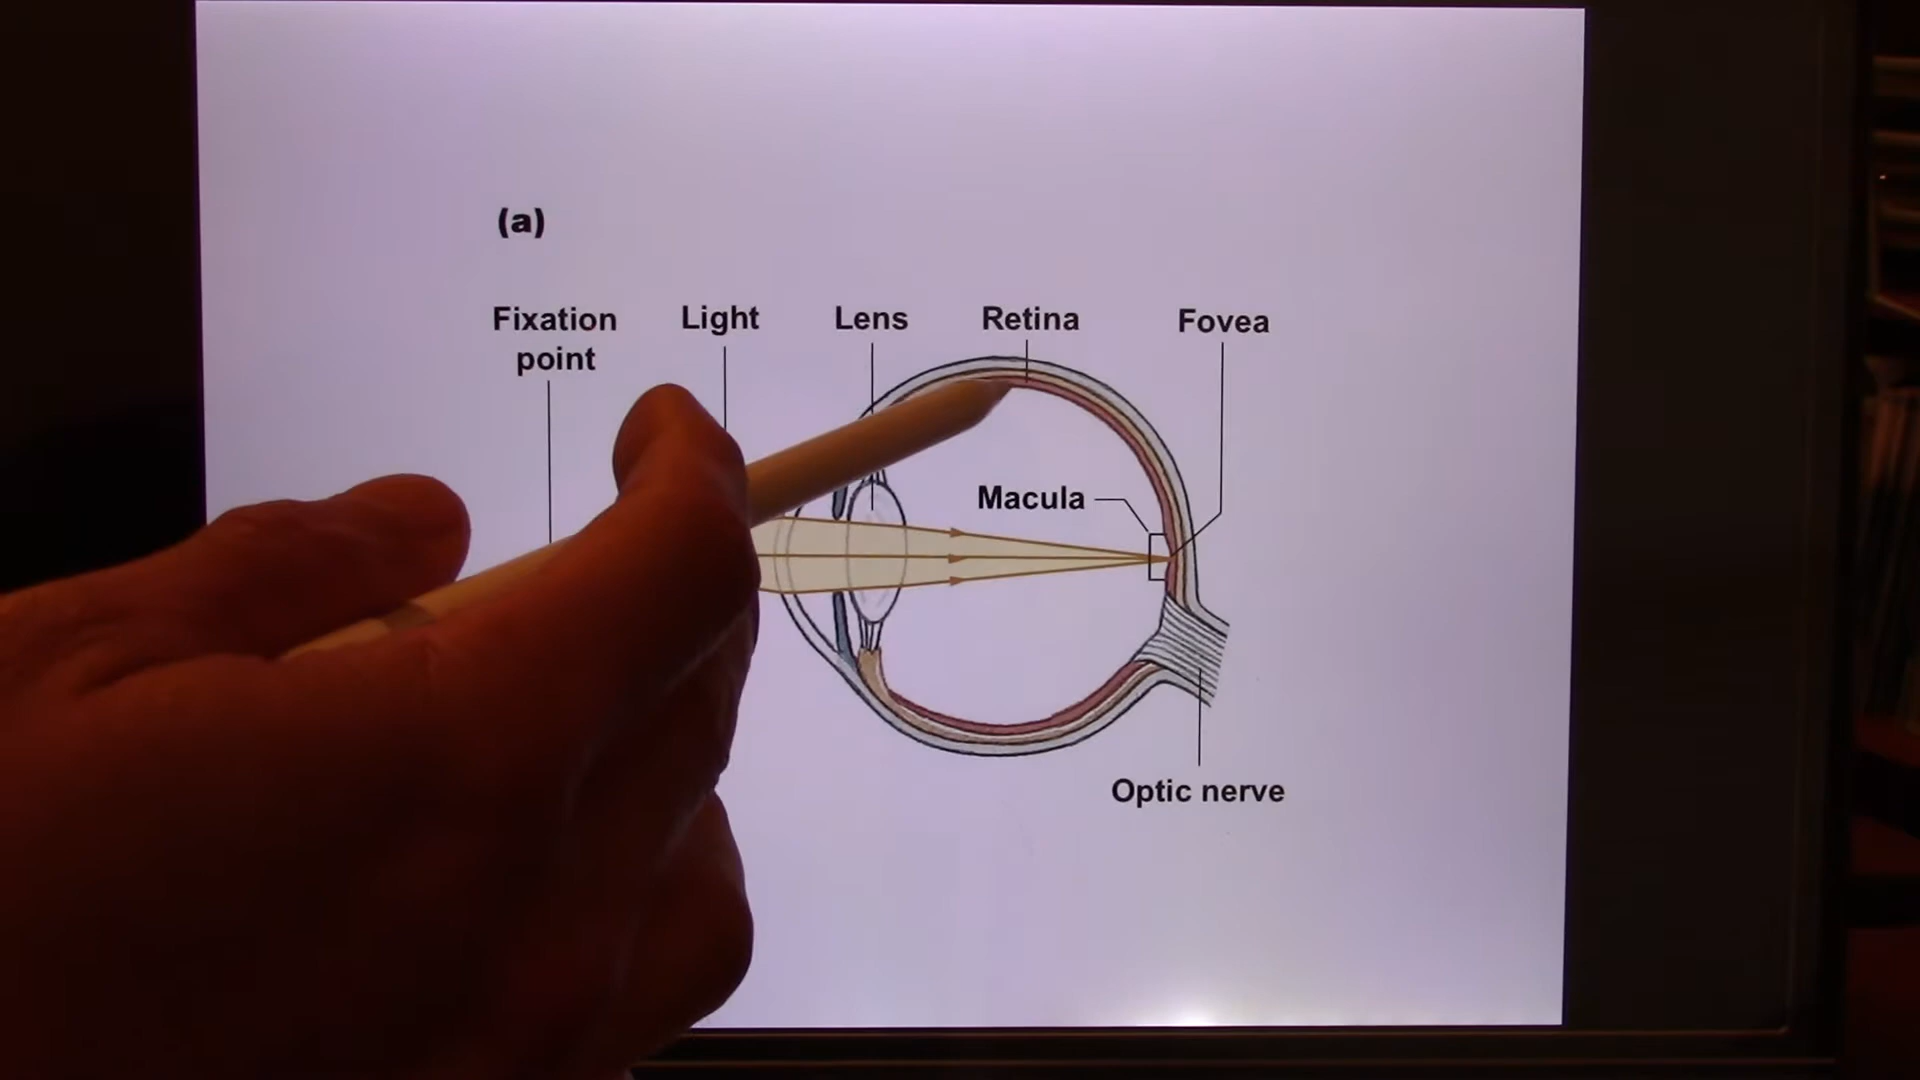 (a)
Fixation
point
Light
Lens
Retina
Fovea
Macula
Optic nerve